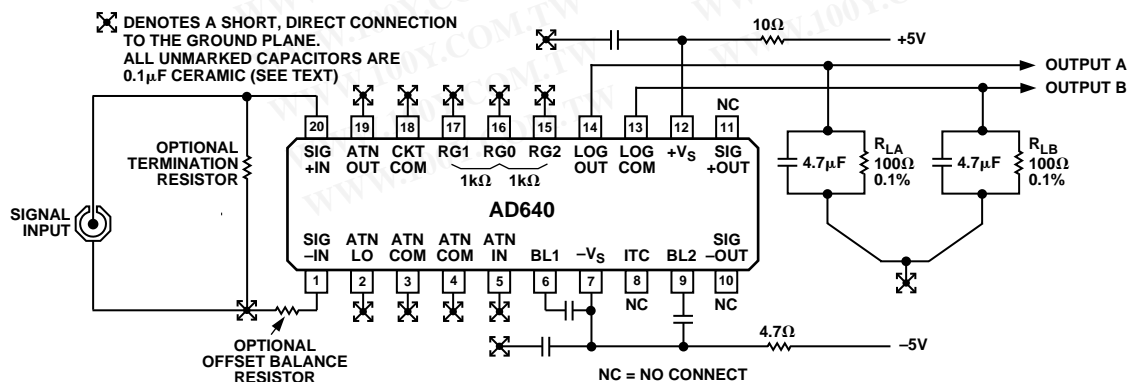 DENOTES A SHORT, DIRECT CONNECTION
TO THE GROUND PLANE.
ALL UNMARKED CAPACITORS ARE
0.1μF CERAMIC (SEE TEXT)
WWW.100Y.COM.TW
10Ω
+5V
OUTPUT A
OUTPUT B
NC
20 19 18 17 16 15 14 13 12 11
SIG +IN
ATN OUT
CKT COM
RG1
RG0
RG2
LOG OUT
LOG COM
+VS
SIG +OUT
1kΩ 1kΩ
AD640
OPTIONAL
TERMINATION
RESISTOR
SIGNAL
INPUT
4.7μF
RLA
100Ω
0.1%
4.7μF
RLB
100Ω
0.1%
SIG –IN
ATN LO
ATN COM
ATN COM
ATN IN
BL1
–VS
ITC
BL2
SIG –OUT
1 2 3 4 5 6 7 8 9 10
NC
NC
OPTIONAL
OFFSET BALANCE
RESISTOR
4.7Ω
–5V
NC = NO CONNECT